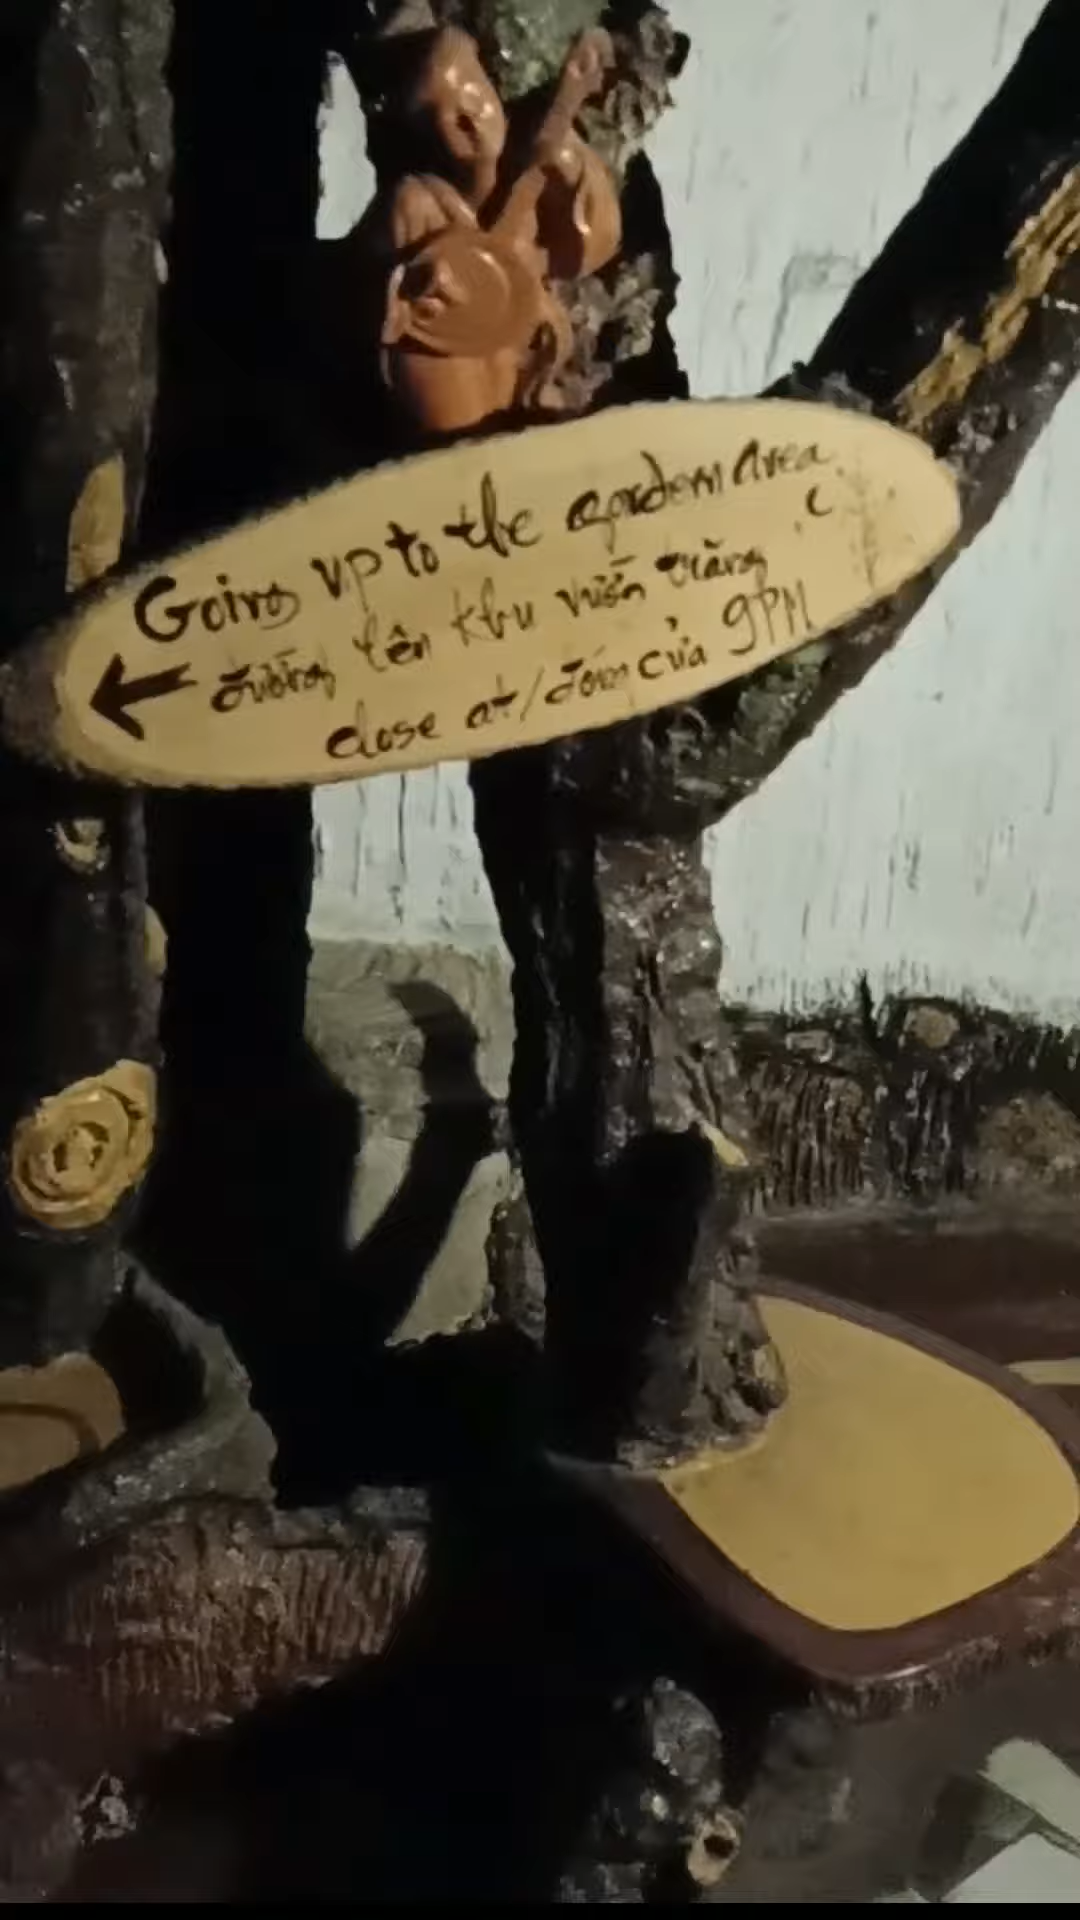 Going up to the garden area
đường lên khu vườn trăng
close at/đóng cửa 9PM